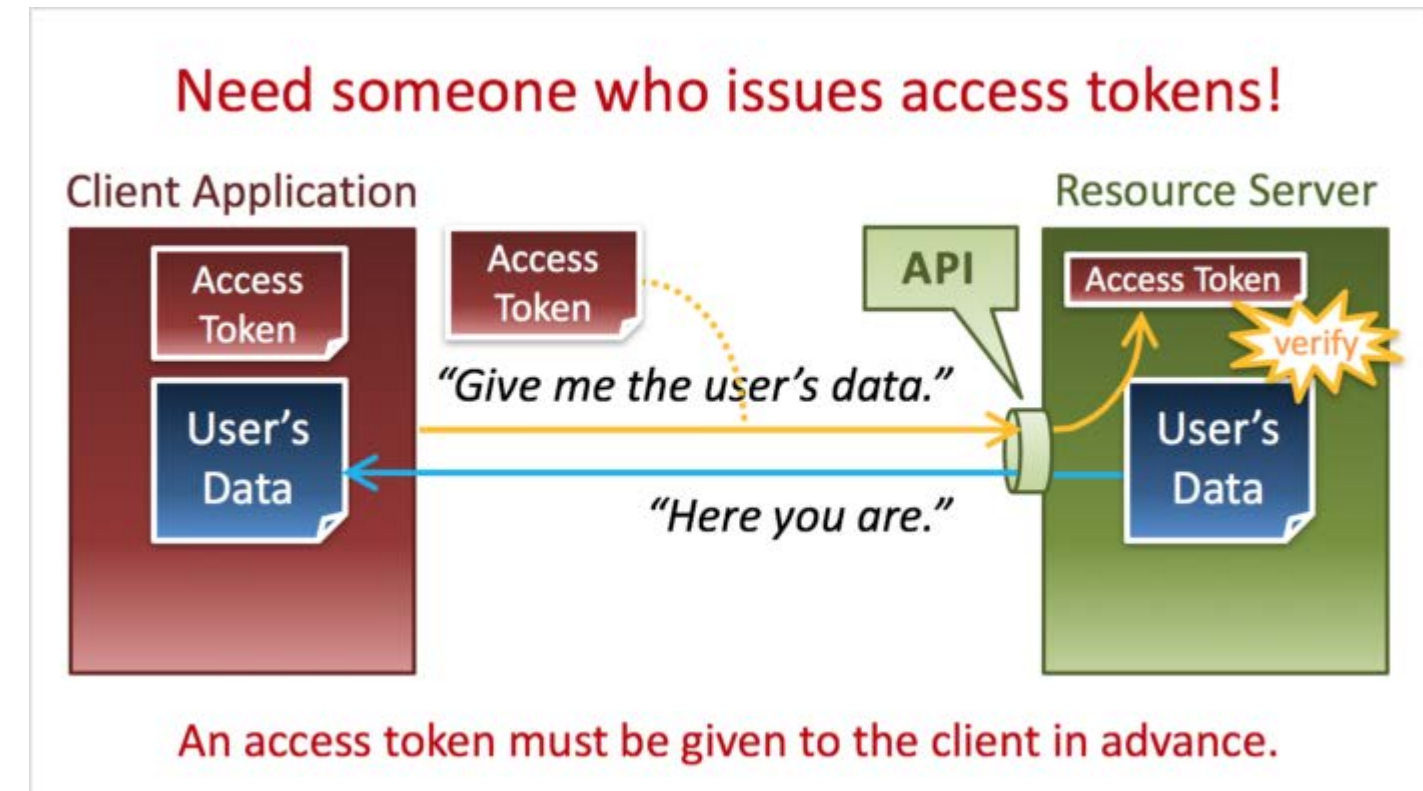 Need someone who issues access tokens!
Client Application
Resource Server
Access
Token
Access
Token
API
Access Token
verify
“Give me the user’s data.”
User’s
Data
User’s
Data
“Here you are.”
An access token must be given to the client in advance.